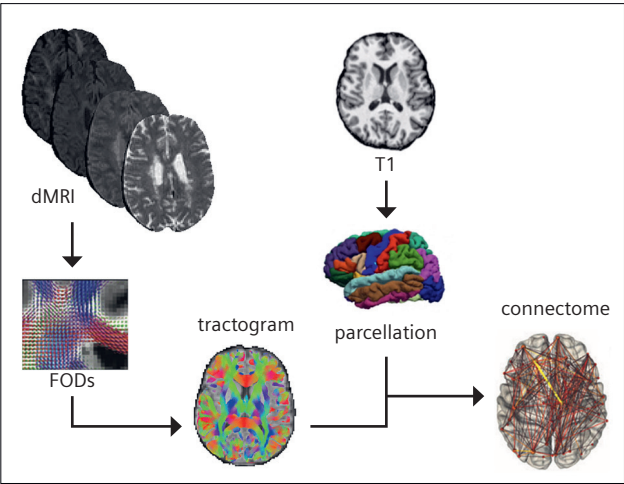 T1
dMRI
connectome
tractogram
parcellation
FODs